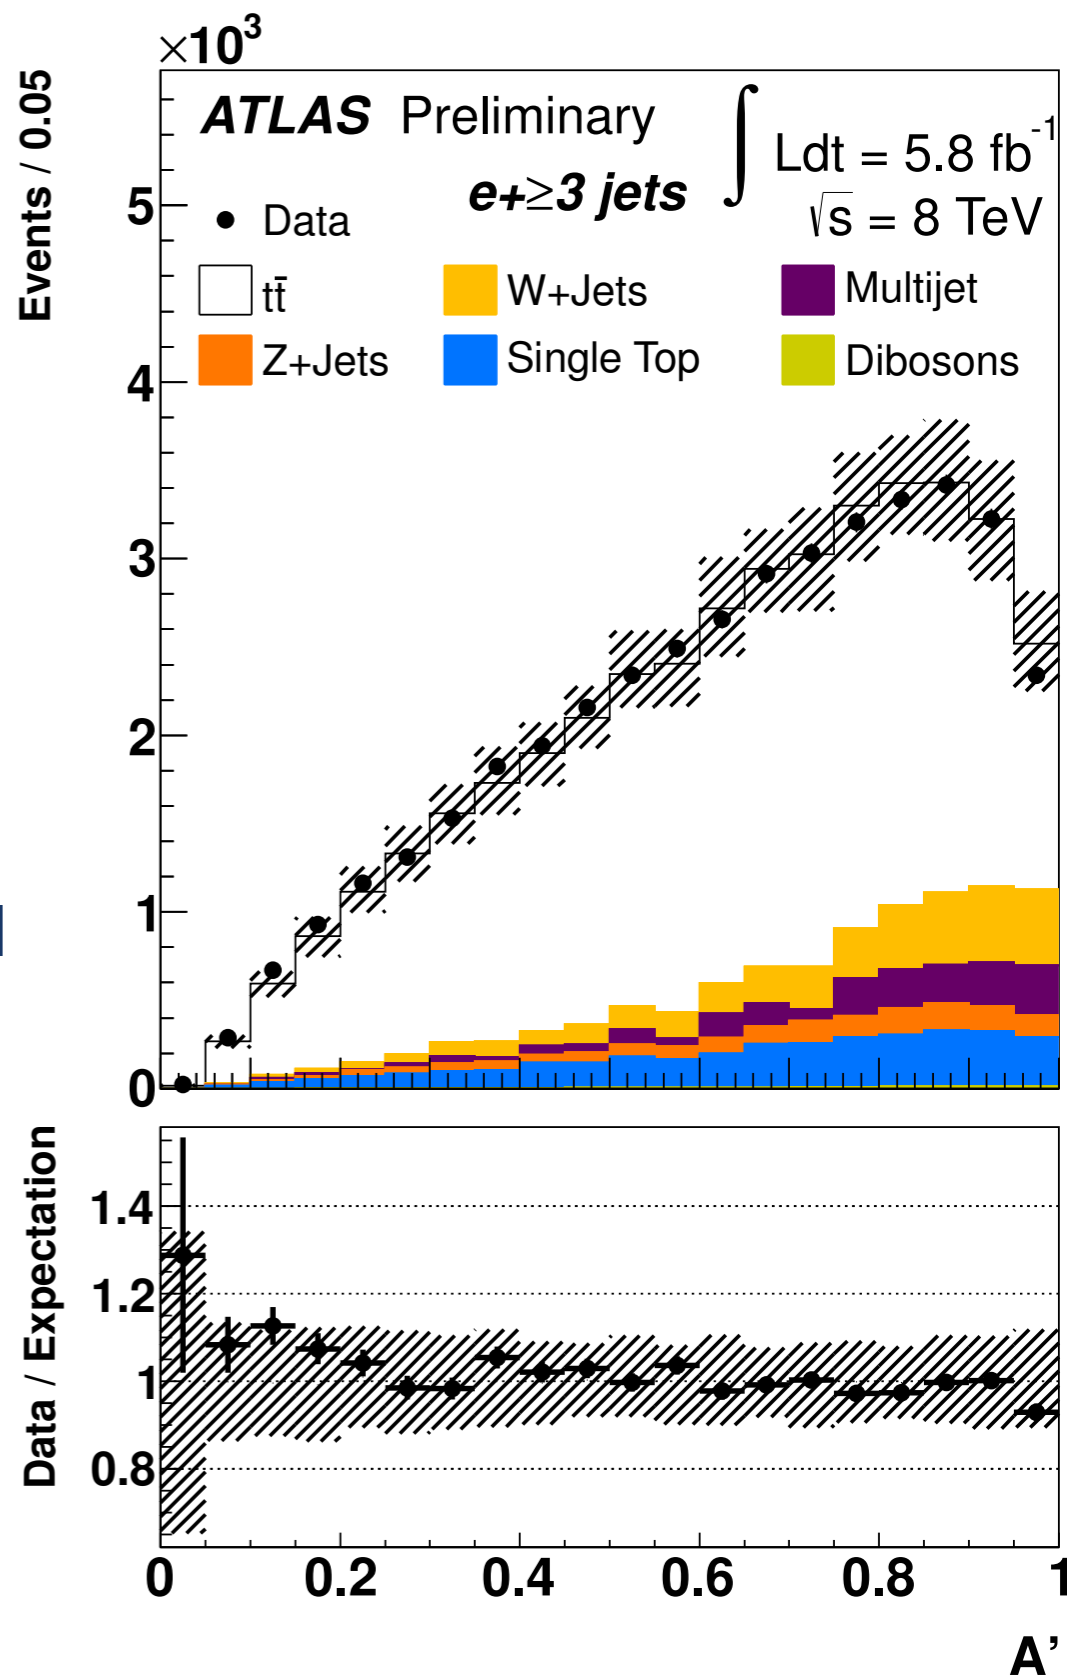 ×10³
Events / 0.05
ATLAS Preliminary
∫ Ldt = 5.8 fb⁻¹
e+≥3 jets
√s = 8 TeV
Data
tt̄
W+Jets
Multijet
Z+Jets
Single Top
Dibosons
5
4
3
2
1
0
Data / Expectation
1.4
1.2
1
0.8
0 0.2 0.4 0.6 0.8 1
A’